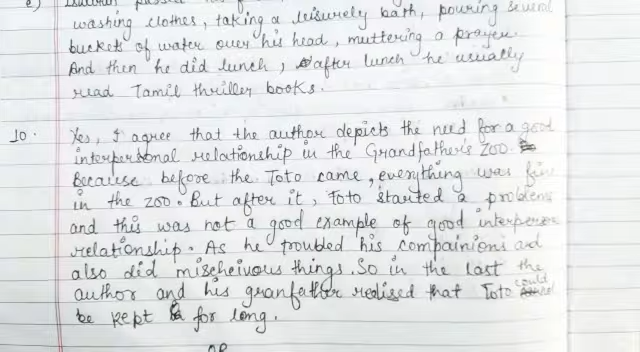 washing clothes, taking a leisurely bath, pouring several
buckets of water over his head, muttering a prayer.
And then he did lunch, after lunch he usually
read Tamil thriller books.
10. Yes, I agree that the author depicts the need for a good
interpersonal relationship in the Grandfather's zoo.
Because before the Toto came, everything was fin
in the zoo. But after it, Toto started a problems
and this was not a good example of good interperso
relationship. As he troubled his compainions and
also did mischeivous things. So in the last the
author and his granfather realised that Toto could
be kept for long.
OR